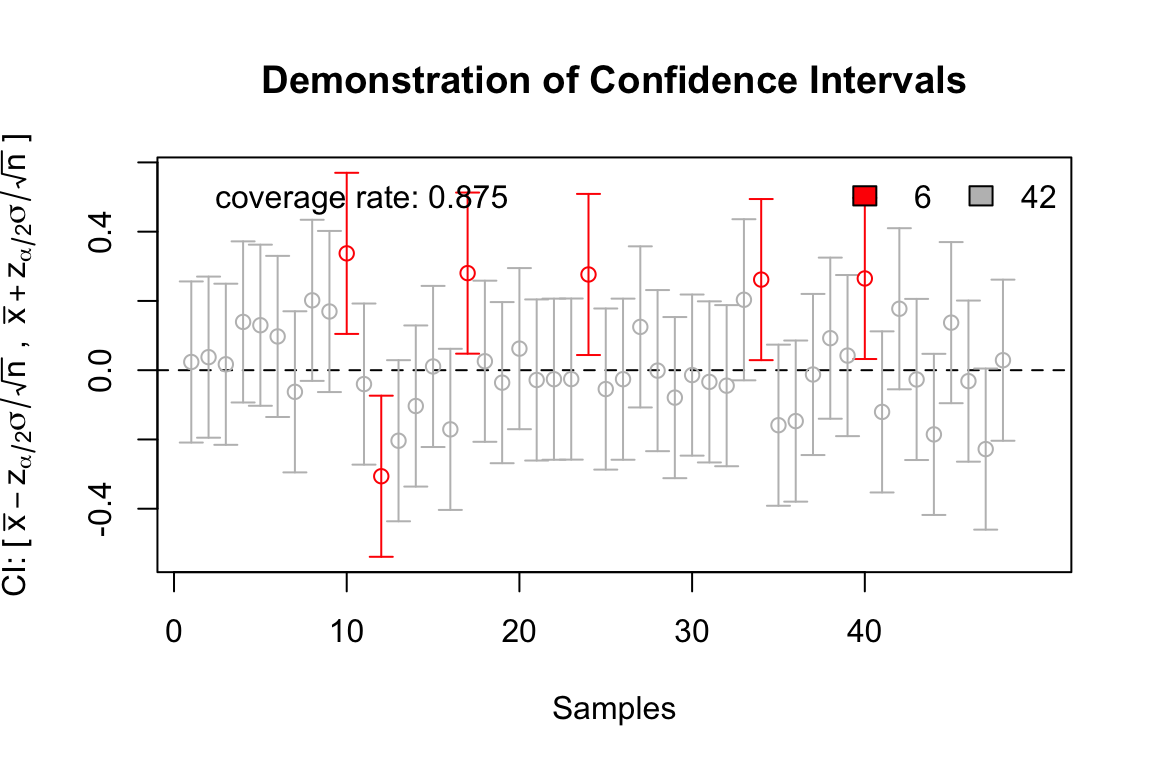 Demonstration of Confidence Intervals
CI: [ x̅ − zα/2σ/√n , x̅ + zα/2σ/√n ]
coverage rate: 0.875
6 42
0.4
0.0
-0.4
0 10 20 30 40
Samples